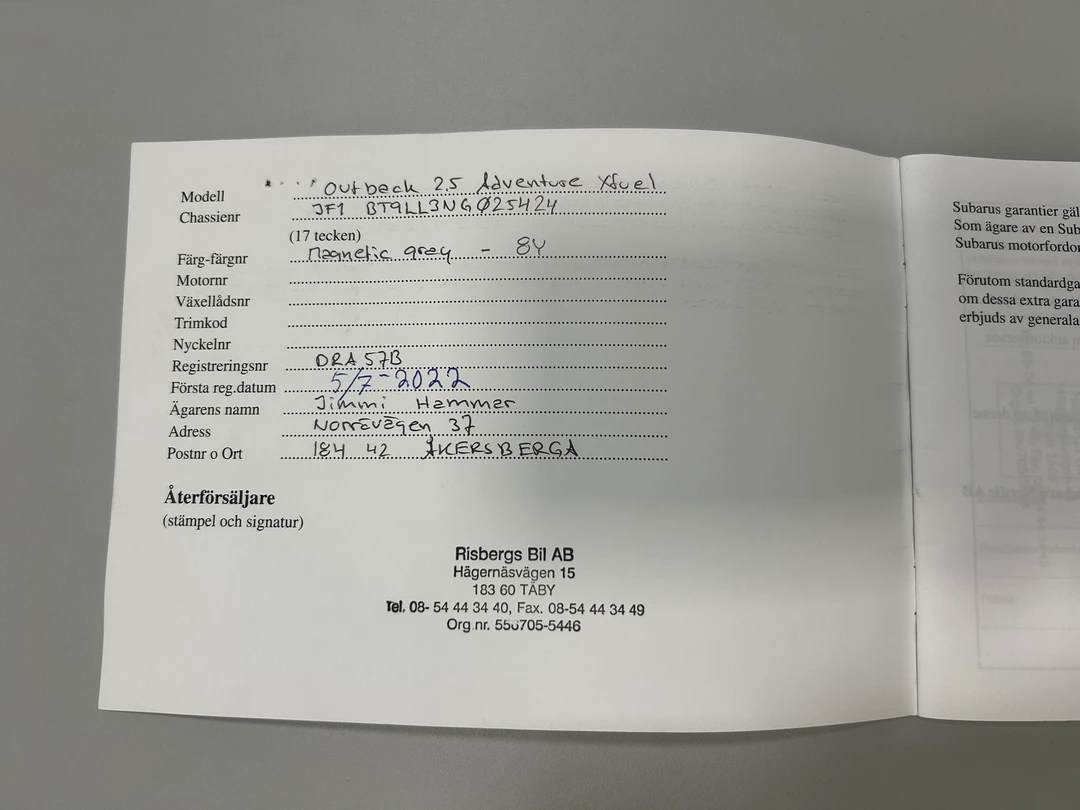 Modell Outback 2.5 Adventure Xfuel
Chassienr JF1 BT9LL3NGØ25424
(17 tecken)
Färg-färgnr Magnetic grey - 8Y
Motornr
Växellådsnr
Trimkod
Nyckelnr
Registreringsnr DRA57B
Första reg.datum 5/7-2022
Ägarens namn Jimmi Hammar
Adress Norrävägen 37
Postnr o Ort 184 42 ÅKERSBERGA
Återförsäljare
(stämpel och signatur)
Risbergs Bil AB
Hägernäsvägen 15
183 60 TÄBY
Tel. 08- 54 44 34 40, Fax. 08-54 44 34 49
Org.nr. 550705-5446
Subarus garantier gäl
Som ägare av en Sub
Subarus motorfordo
Förutom standardga
om dessa extra gara
erbjuds av generala